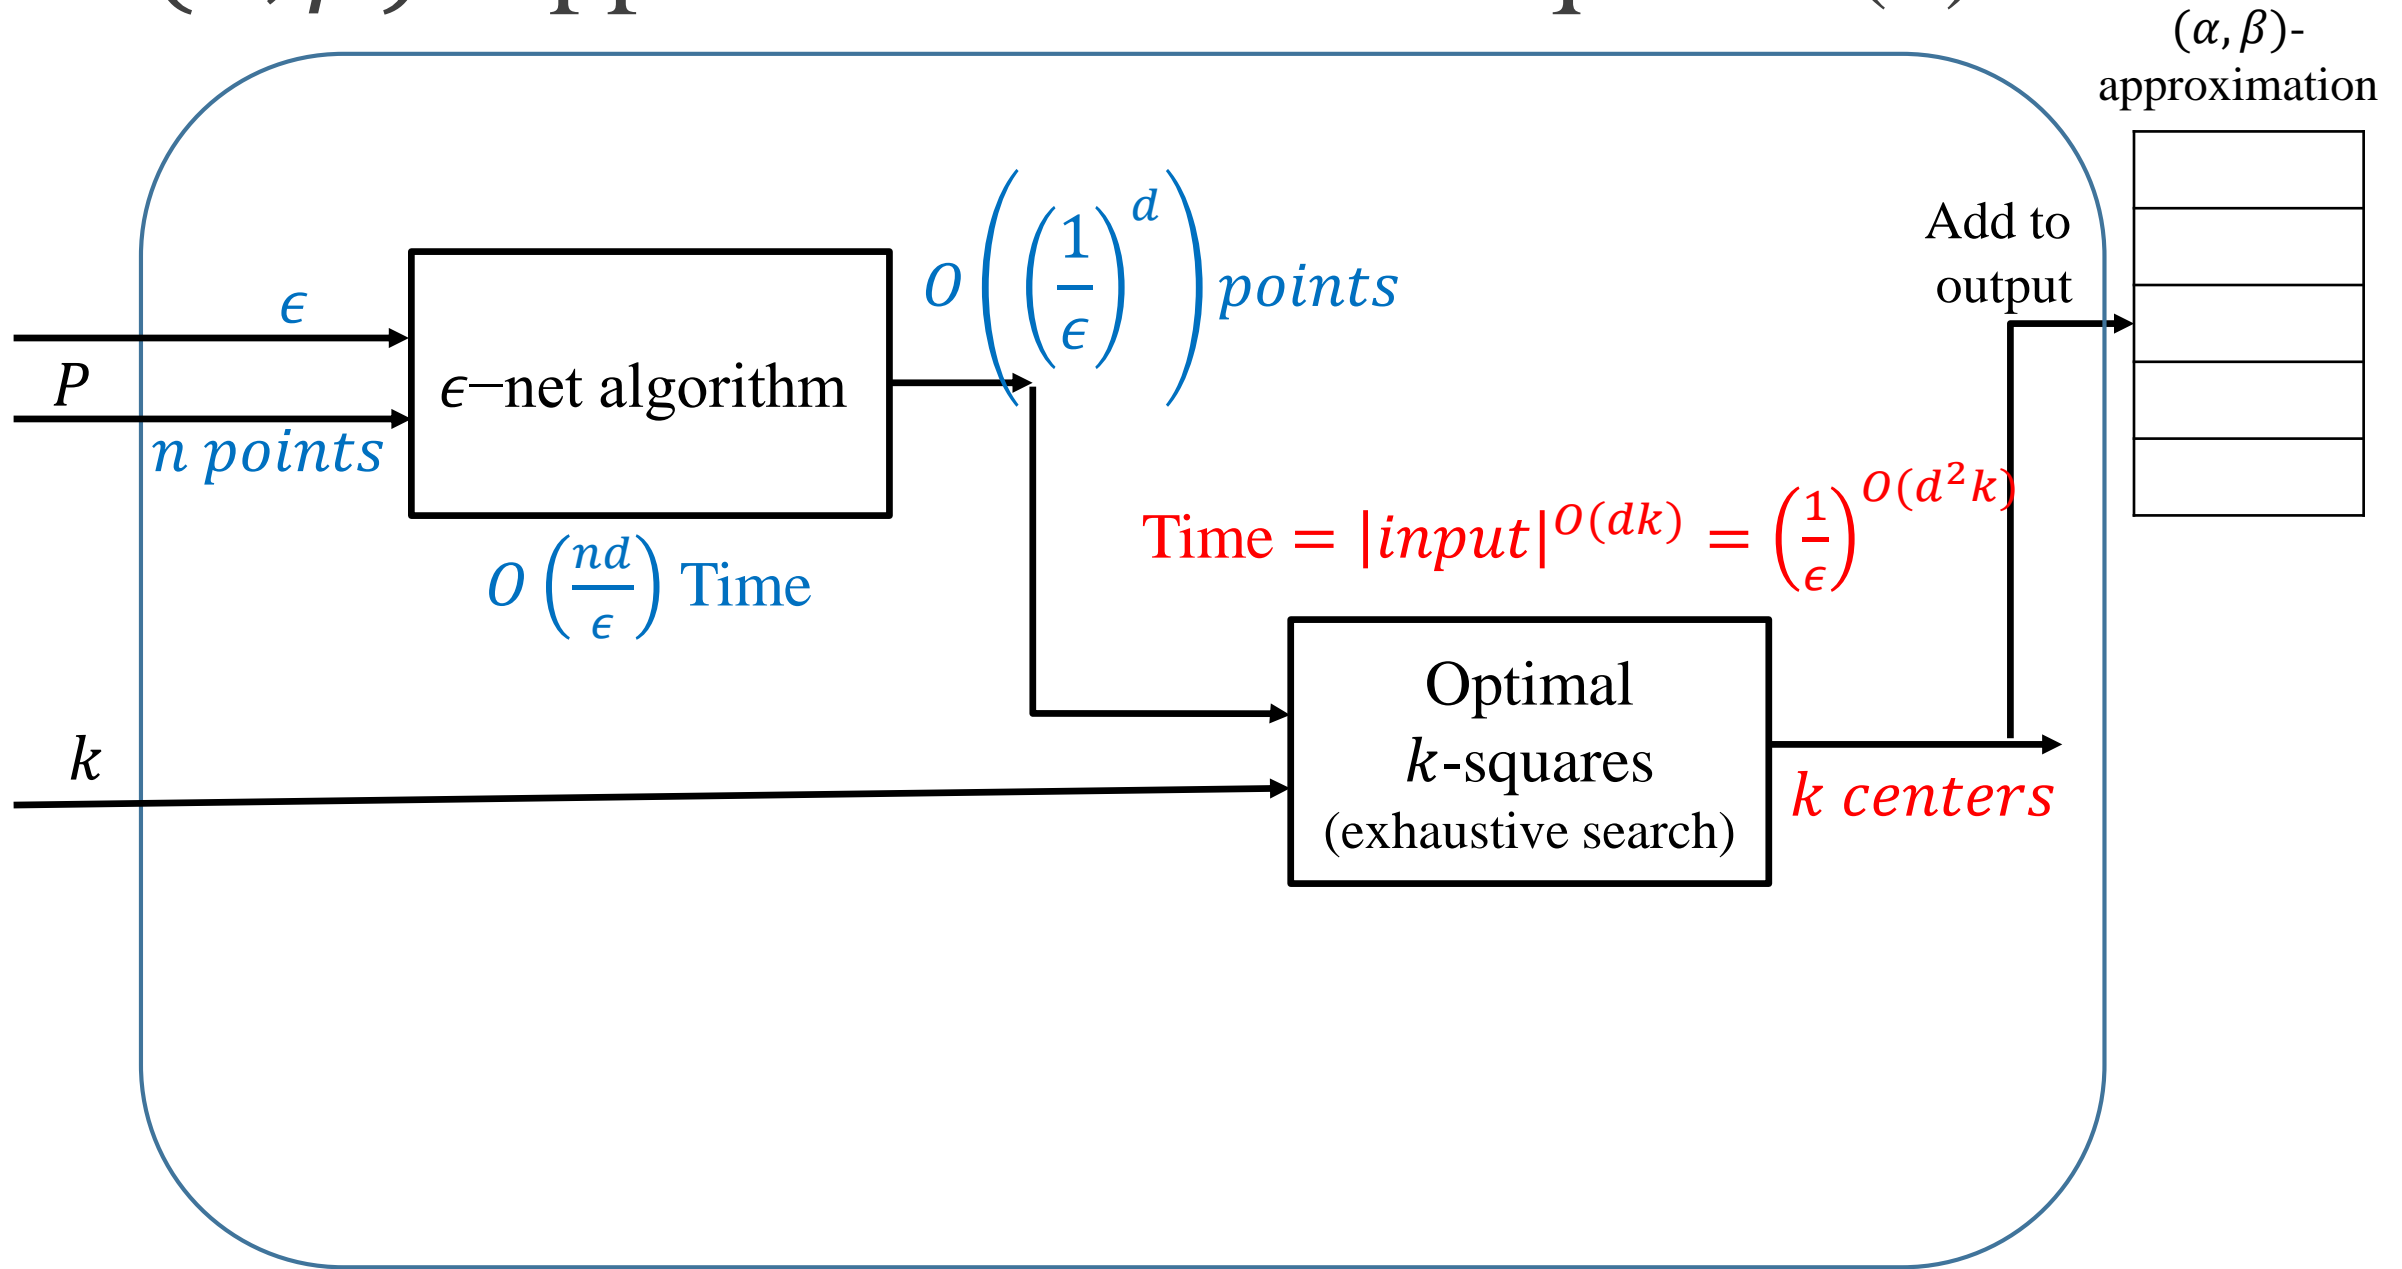 (α, β)-
approximation
Add to
output
O((1/ϵ)^d) points
ϵ
P
n points
ϵ−net algorithm
O(nd/ϵ) Time
Time = |input|^O(dk) = (1/ϵ)^O(d²k)
k
Optimal
k-squares
(exhaustive search)
k centers